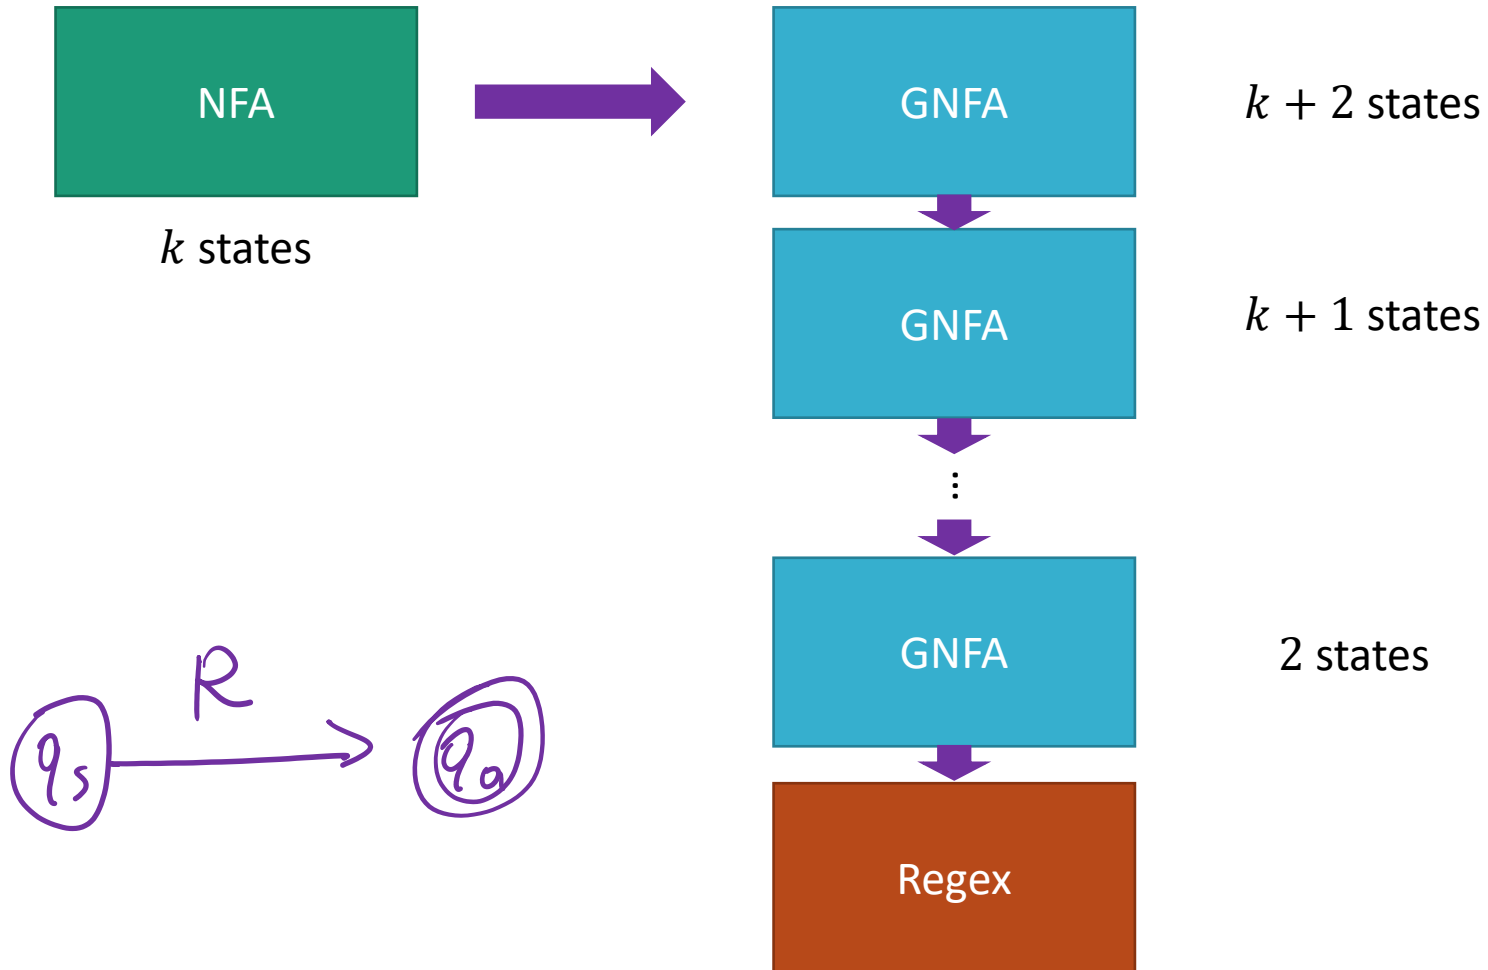 NFA
GNFA
k + 2 states
k states
GNFA
k + 1 states
⋮
GNFA
2 states
R
qs
qa
Regex